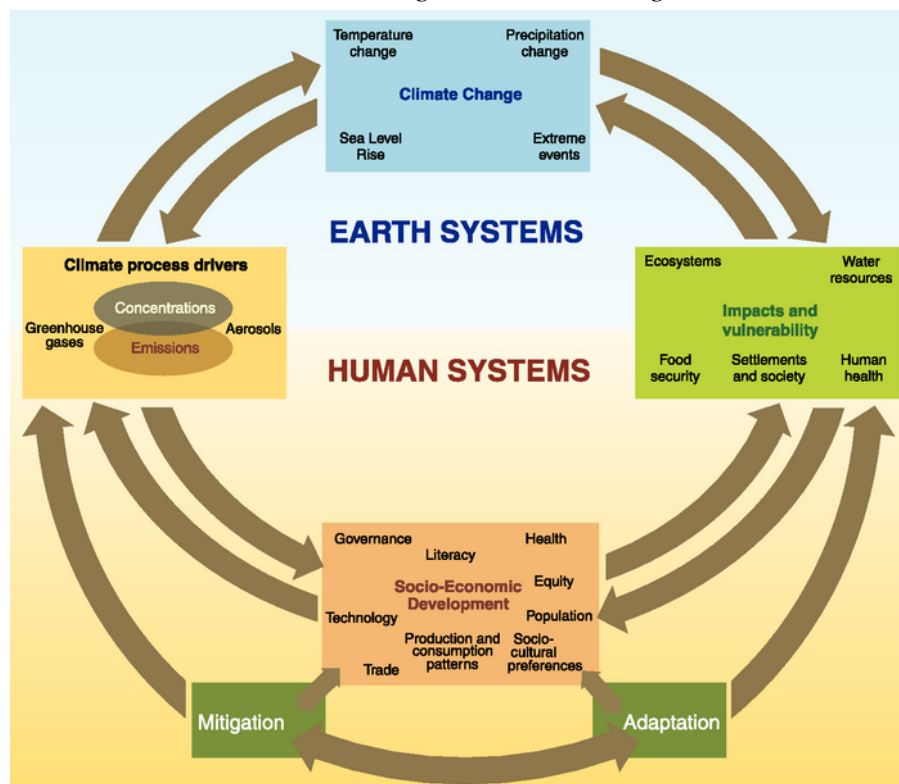 Temperature
change
Precipitation
change
Climate Change
Sea Level
Rise
Extreme
events
EARTH SYSTEMS
Climate process drivers
Concentrations
Greenhouse
gases
Aerosols
Emissions
Ecosystems
Water
resources
Impacts and
vulnerability
Food
security
Settlements
and society
Human
health
HUMAN SYSTEMS
Governance
Literacy
Health
Socio-Economic
Development
Equity
Technology
Population
Production and
consumption
patterns
Socio-
cultural
preferences
Trade
Mitigation
Adaptation